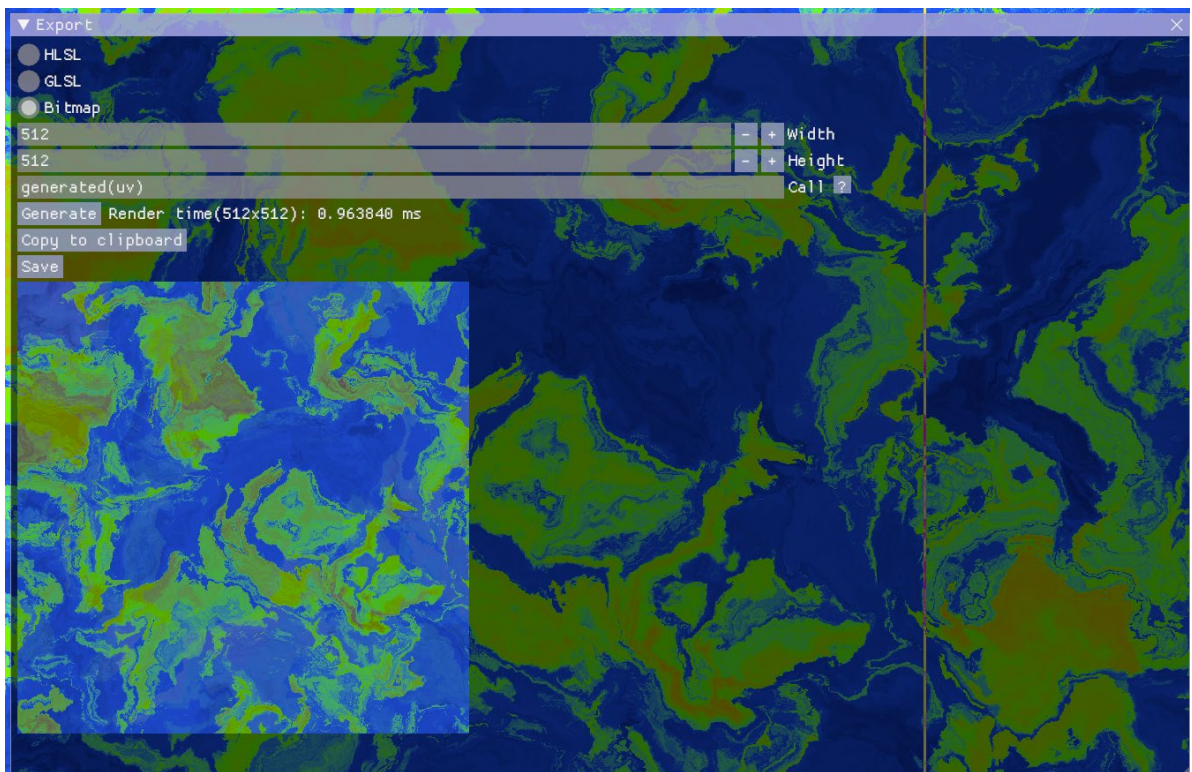 Export
HLSL
GLSL
Bitmap
512 - + Width
512 - + Height
generated(uv) Call ?
Generate Render time(512x512): 0.963840 ms
Copy to clipboard
Save